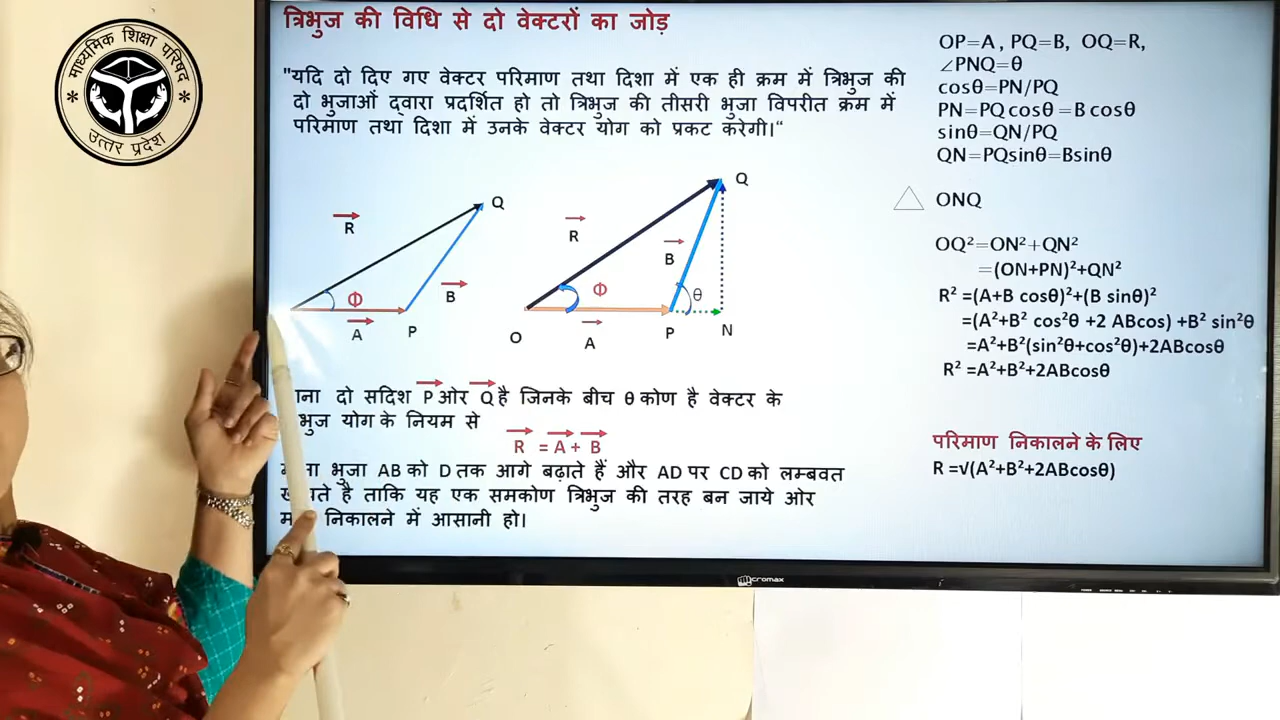 माध्यमिक शिक्षा परिषद
उत्तर प्रदेश
त्रिभुज की विधि से दो वेक्टरों का जोड़
"यदि दो दिए गए वेक्टर परिमाण तथा दिशा में एक ही क्रम में त्रिभुज की
दो भुजाओं द्वारा प्रदर्शित हो तो त्रिभुज की तीसरी भुजा विपरीत क्रम में
परिमाण तथा दिशा में उनके वेक्टर योग को प्रकट करेगी।“
R
Q
Φ
B
A
P
R
Q
B
Φ
θ
O
A
P
N
दो सदिश P ओर Q है जिनके बीच θ कोण है वेक्टर के
योग के नियम से
R = A + B
भुजा AB को D तक आगे बढ़ाते हैं और AD पर CD को लम्बवत
है ताकि यह एक समकोण त्रिभुज की तरह बन जाये ओर
निकालने में आसानी हो।
OP=A , PQ=B, OQ=R,
∠PNQ=θ
cosθ=PN/PQ
PN=PQ cosθ =B cosθ
sinθ=QN/PQ
QN=PQsinθ=Bsinθ
△ ONQ
OQ²=ON²+QN²
=(ON+PN)²+QN²
R² =(A+B cosθ)²+(B sinθ)²
=(A²+B² cos²θ +2 ABcos) +B² sin²θ
=A²+B²(sin²θ+cos²θ)+2ABcosθ
R² =A²+B²+2ABcosθ
परिमाण निकालने के लिए
R =√(A²+B²+2ABcosθ)
cromax